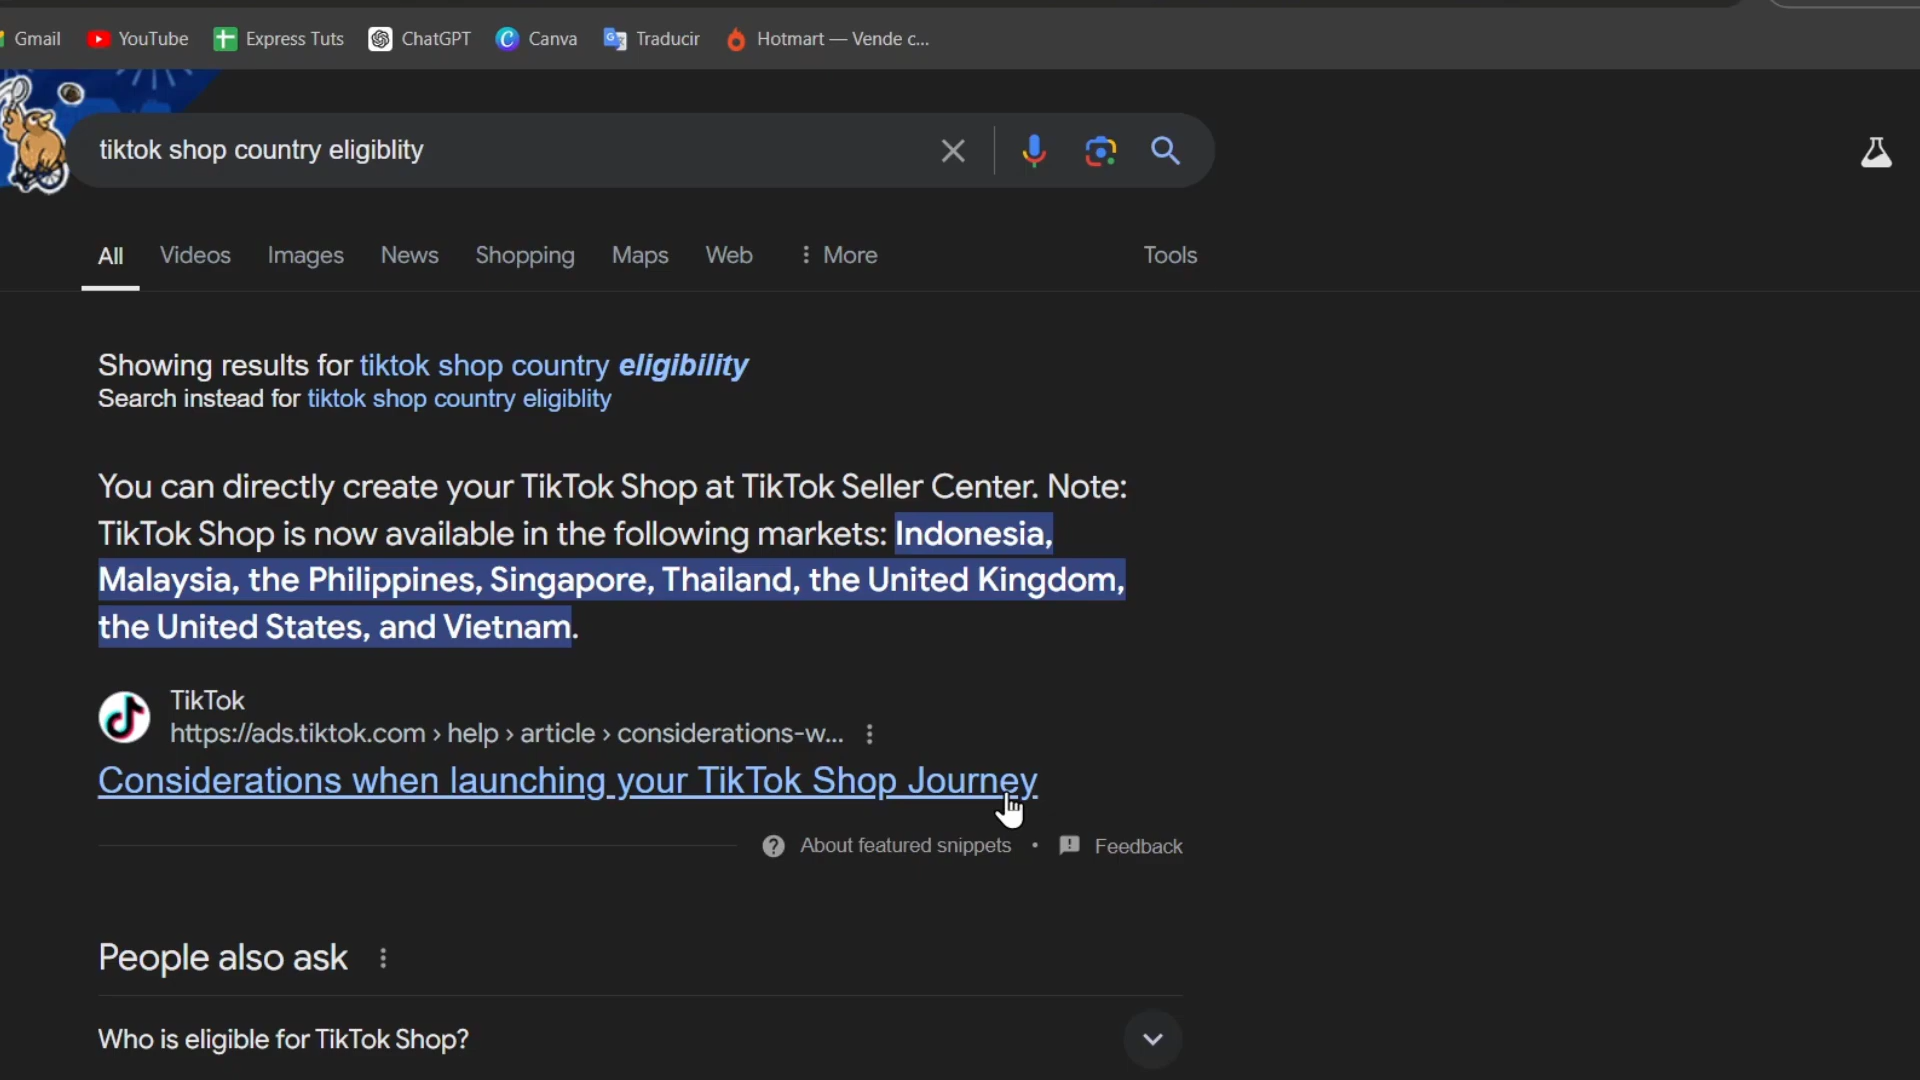 Gmail YouTube Express Tuts ChatGPT Canva Traducir Hotmart — Vende c...
tiktok shop country eligiblity
All Videos Images News Shopping Maps Web More Tools
Showing results for tiktok shop country eligibility
Search instead for tiktok shop country eligiblity
You can directly create your TikTok Shop at TikTok Seller Center. Note:
TikTok Shop is now available in the following markets: Indonesia,
Malaysia, the Philippines, Singapore, Thailand, the United Kingdom,
the United States, and Vietnam.
TikTok
https://ads.tiktok.com › help › article › considerations-w...
Considerations when launching your TikTok Shop Journey
About featured snippets • Feedback
People also ask
Who is eligible for TikTok Shop?